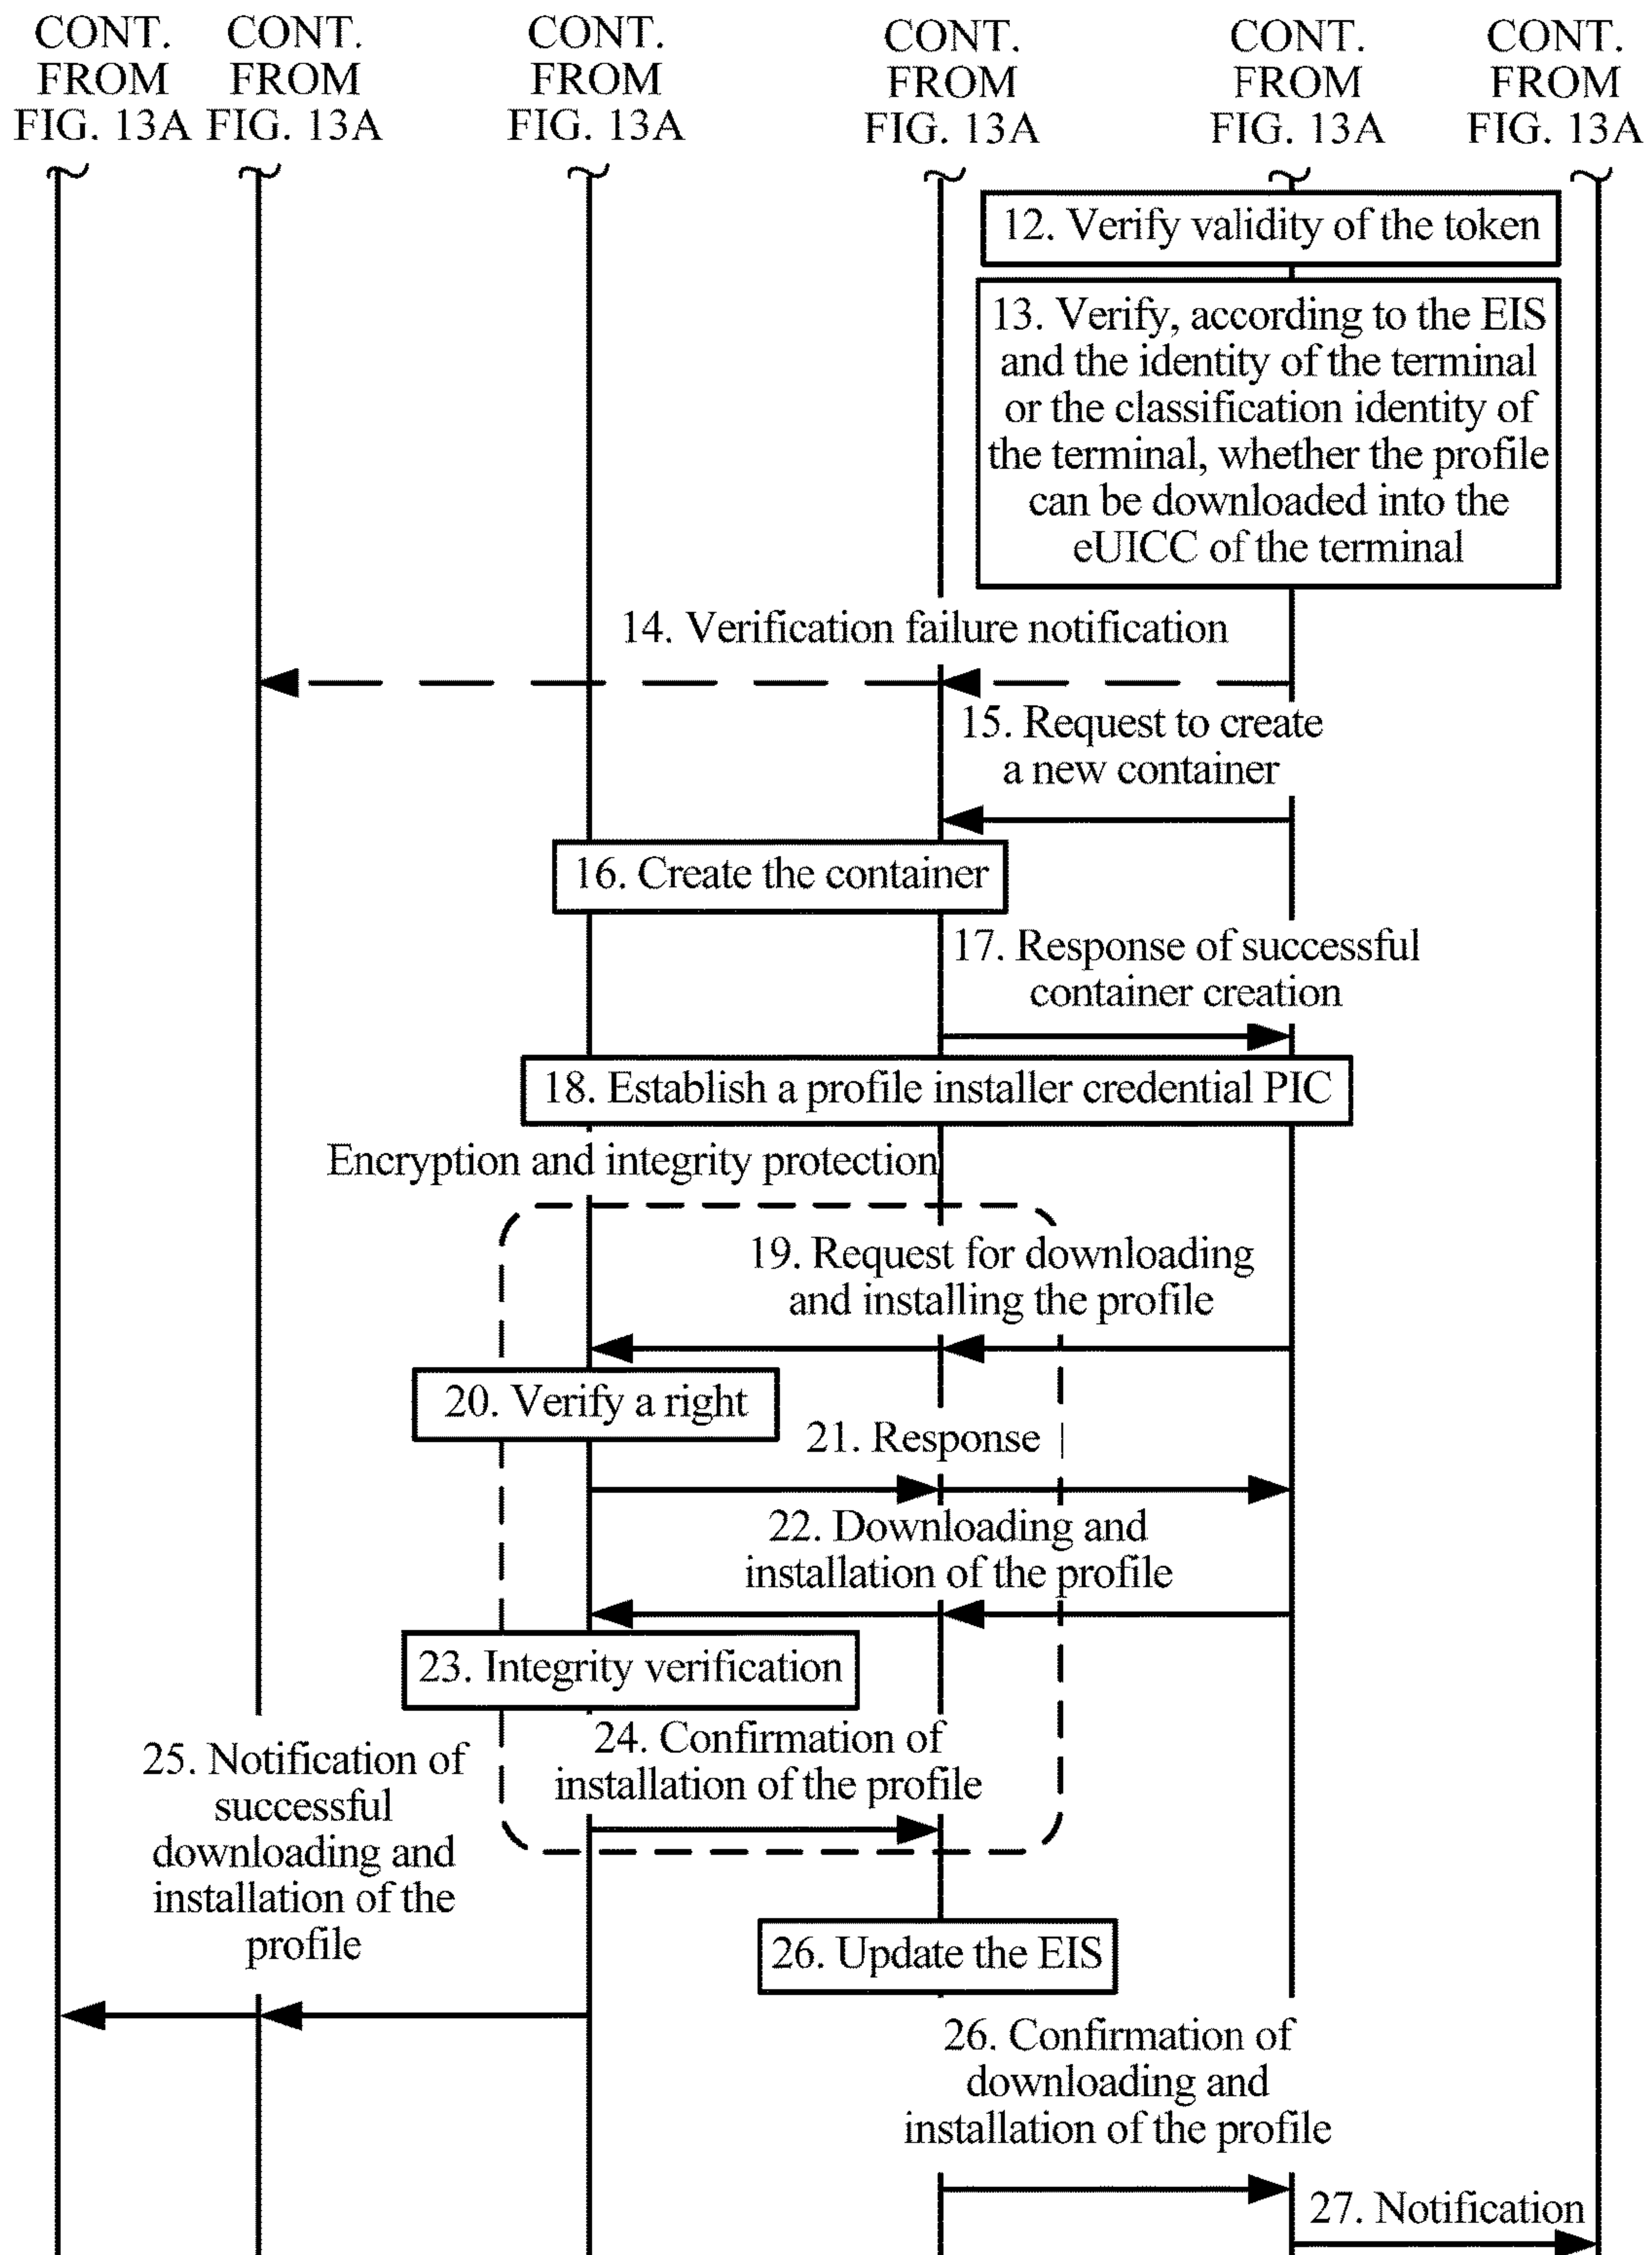 CONT. FROM FIG. 13A
CONT. FROM FIG. 13A
CONT. FROM FIG. 13A
CONT. FROM FIG. 13A
CONT. FROM FIG. 13A
CONT. FROM FIG. 13A
12. Verify validity of the token
13. Verify, according to the EIS
and the identity of the terminal
or the classification identity of
the terminal, whether the profile
can be downloaded into the
eUICC of the terminal
14. Verification failure notification
15. Request to create
a new container
16. Create the container
17. Response of successful
container creation
18. Establish a profile installer credential PIC
Encryption and integrity protection
19. Request for downloading
and installing the profile
20. Verify a right
21. Response
22. Downloading and
installation of the profile
23. Integrity verification
24. Confirmation of
installation of the profile
25. Notification of
successful
downloading and
installation of the
profile
26. Update the EIS
26. Confirmation of
downloading and
installation of the profile
27. Notification